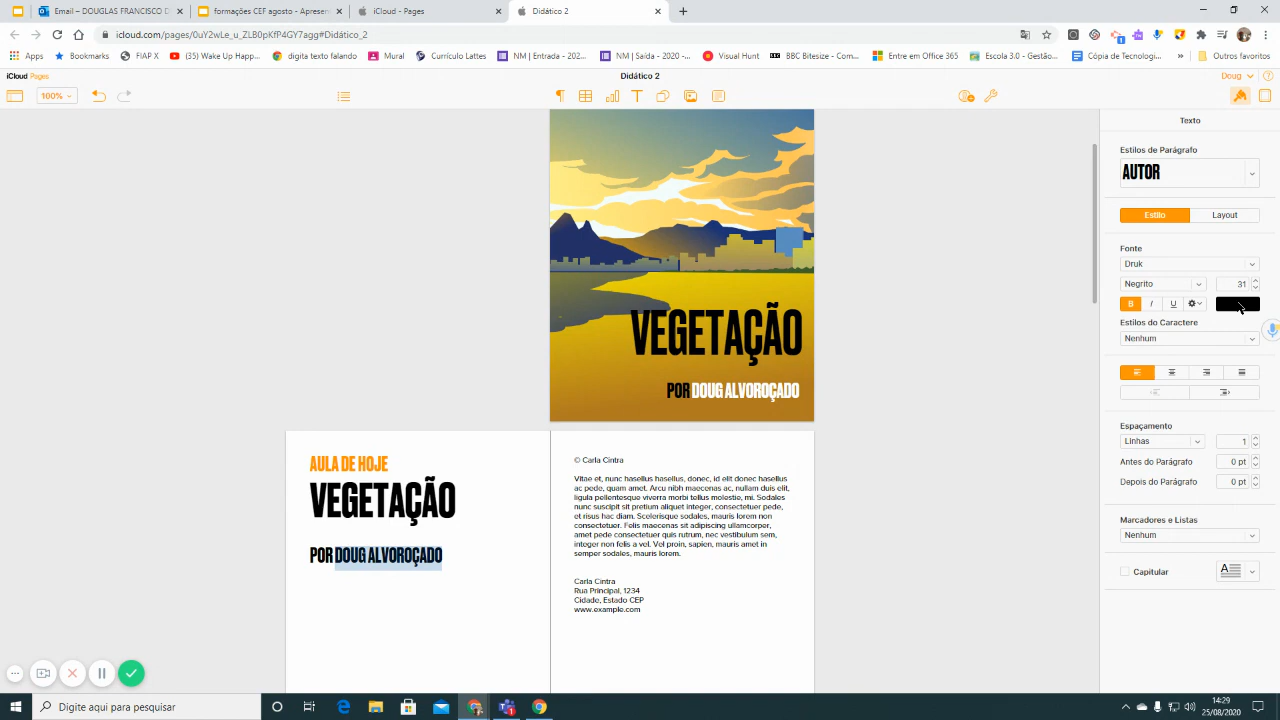 Email – DOUGLAS FRANCISCO D
formações CEF agosto - Apresen
iCloud - Pages
Didático 2
icloud.com/pages/0uY2wLe_u_ZLB0pKfP4GY7agg#Didático_2
Apps
Bookmarks
FIAP X
(35) Wake Up Happ...
digita texto falando
Mural
Currículo Lattes
NM | Entrada - 202...
NM | Saída - 2020 -...
Visual Hunt
BBC Bitesize - Com...
Entre em Office 365
Escola 3.0 - Gestão...
Cópia de Tecnologi...
»
Outros favoritos
iCloud Pages
Didático 2
Doug
100%
Texto
Estilos de Parágrafo
AUTOR
Estilo
Layout
Fonte
Druk
Negrito
31
B I U
Estilos do Caractere
Nenhum
Espaçamento
Linhas
1
Antes do Parágrafo
0 pt
Depois do Parágrafo
0 pt
Marcadores e Listas
Nenhum
Capitular
A
VEGETAÇÃO
POR DOUG ALVOROÇADO
AULA DE HOJE
VEGETAÇÃO
POR DOUG ALVOROÇADO
© Carla Cintra
Vitae et, nunc hasellus hasellus, donec, id elit donec hasellus
ac pede, quam amet. Arcu nibh maecenas ac, nullam duis elit,
ligula pellentesque viverra morbi tellus molestie, mi. Sodales
nunc suscipit sit pretium aliquet integer, consectetuer pede,
et risus hac diam. Scelerisque sodales, mauris lorem non
consectetuer. Felis maecenas sit adipiscing ullamcorper,
amet pede consectetuer quis rutrum, nec vestibulum sem,
integer non felis a vel. Vel proin, sapien, mauris amet in
semper sodales, mauris lorem.
Carla Cintra
Rua Principal, 1234
Cidade, Estado CEP
www.example.com
Digite aqui para pesquisar
14:29
25/08/2020